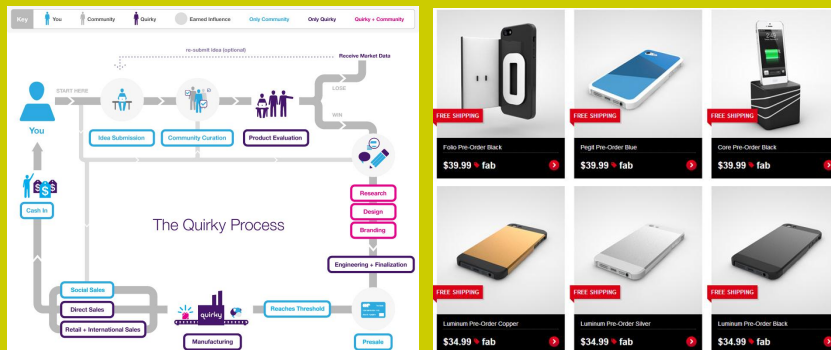 Key
You
Community
Quirky
Earned Influence
Only Community
Only Quirky
Quirky + Community
re-submit idea (optional)
Receive Market Data
START HERE
LOSE
WIN
You
Idea Submission
Community Curation
Product Evaluation
$$$
Cash In
The Quirky Process
Research
Design
Branding
Engineering + Finalization
Social Sales
Direct Sales
Retail + International Sales
quirky
Manufacturing
Reaches Threshold
Presale
FREE SHIPPING
Folio Pre-Order Black
$39.99 fab
FREE SHIPPING
Pegit Pre-Order Blue
$39.99 fab
FREE SHIPPING
Core Pre-Order Black
$39.99 fab
FREE SHIPPING
Luminum Pre-Order Copper
$34.99 fab
FREE SHIPPING
Luminum Pre-Order Silver
$34.99 fab
FREE SHIPPING
Luminum Pre-Order Black
$34.99 fab